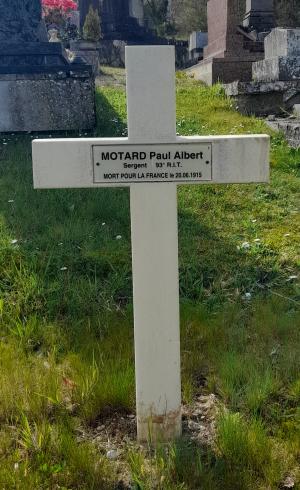 MOTARD Paul Albert
Sergent 93° R.I.T.
MORT POUR LA FRANCE le 20.06.1915